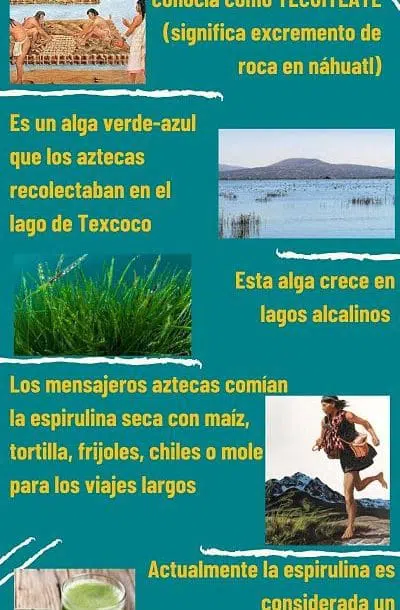 conocía como TECUITLATE
(significa excremento de
roca en náhuatl)
Es un alga verde-azul
que los aztecas
recolectaban en el
lago de Texcoco
Esta alga crece en
lagos alcalinos
Los mensajeros aztecas comían
la espirulina seca con maíz,
tortilla, frijoles, chiles o mole
para los viajes largos
Actualmente la espirulina es
considerada un